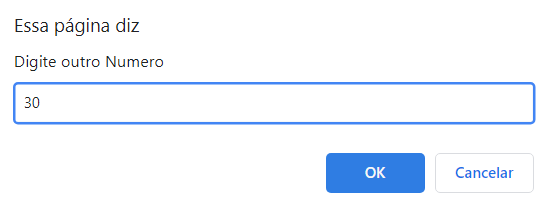 Essa página diz
Digite outro Numero
30
OK
Cancelar